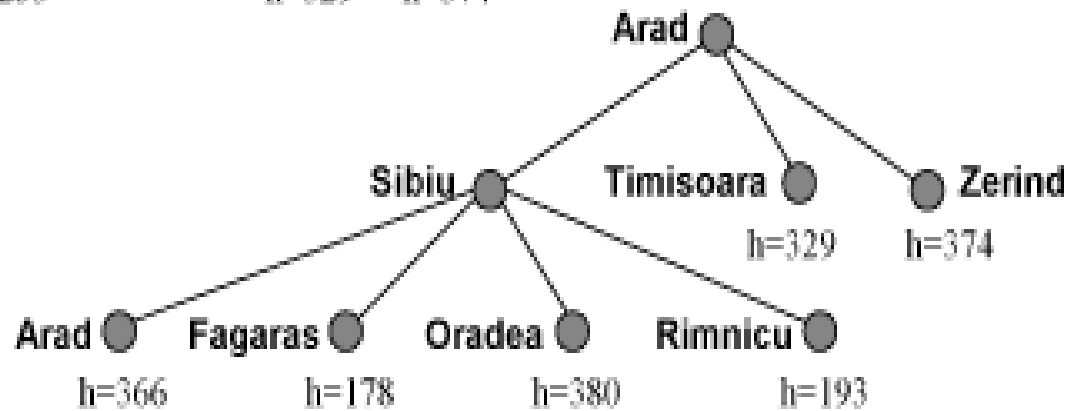 Arad
Sibiu Timisoara Zerind
h=329 h=374
Arad Fagaras Oradea Rimnicu
h=366 h=178 h=380 h=193